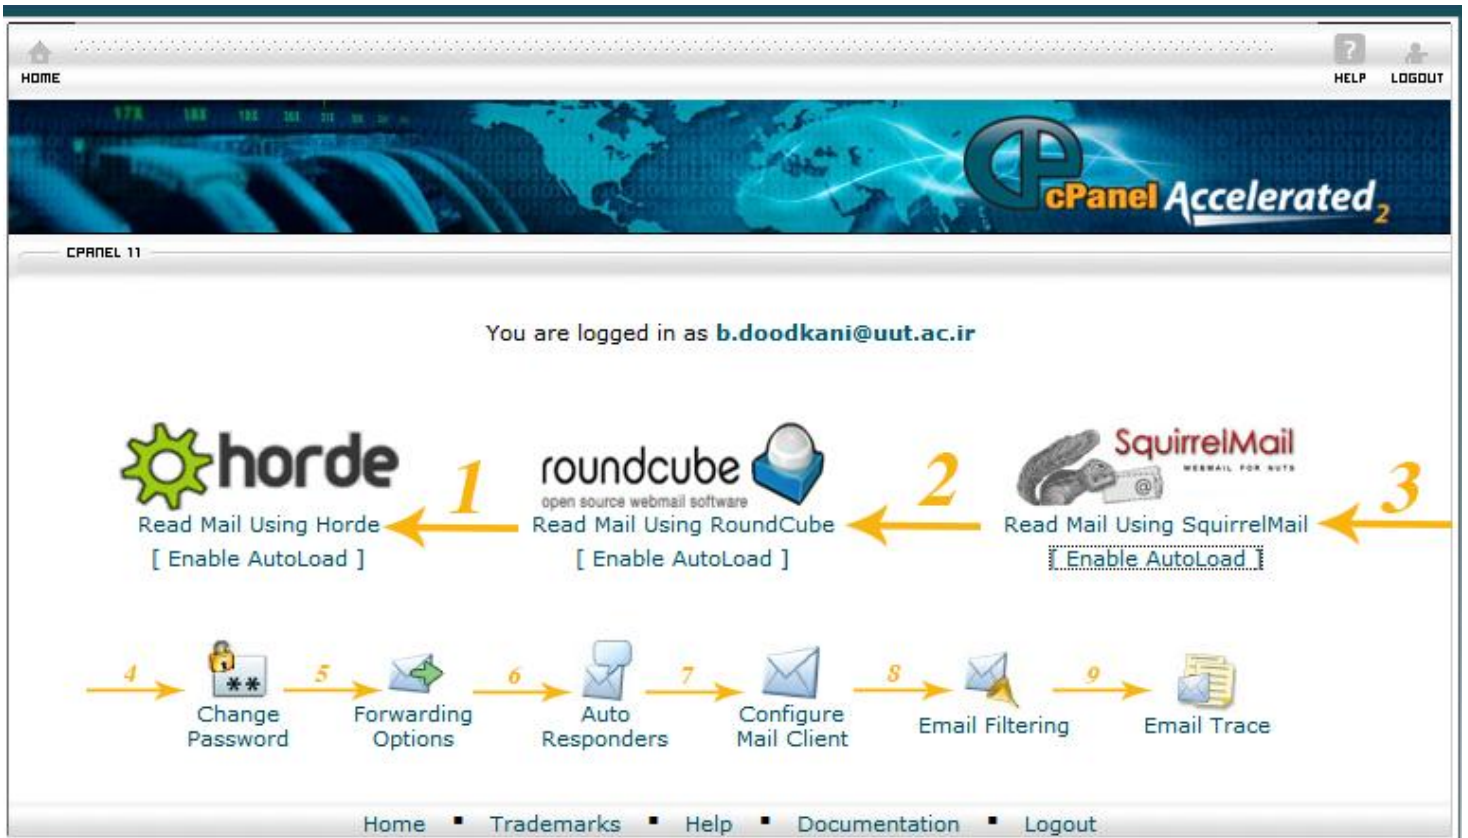 HOME
HELP LOGOUT
cPanel Accelerated2
CPANEL 11
You are logged in as b.doodkani@uut.ac.ir
horde
1
roundcube
open source webmail software
2
SquirrelMail
WEBMAIL FOR NUTS
@
3
Read Mail Using Horde
Read Mail Using RoundCube
Read Mail Using SquirrelMail
[ Enable AutoLoad ]
[ Enable AutoLoad ]
[ Enable AutoLoad ]
4
**
5
6
7
8
9
Change
Password
Forwarding
Options
Auto
Responders
Configure
Mail Client
Email Filtering
Email Trace
Home ▪ Trademarks ▪ Help ▪ Documentation ▪ Logout